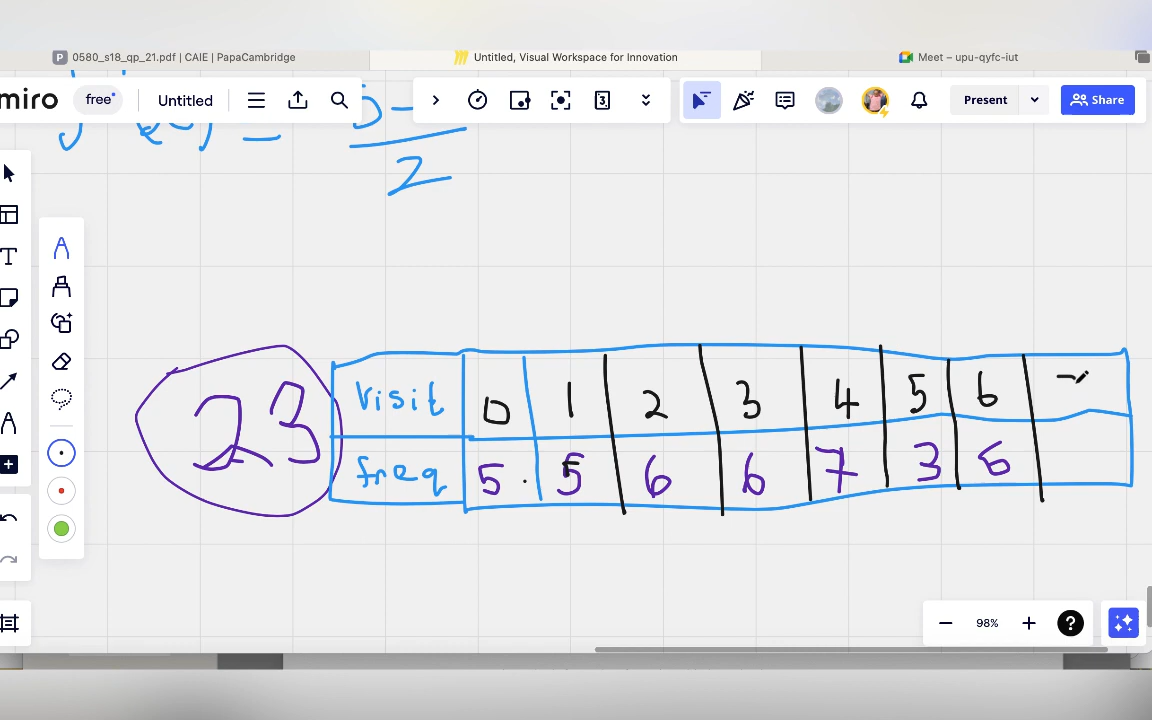 0580_s18_qp_21.pdf | CAIE | PapaCambridge
Untitled, Visual Workspace for Innovation
Meet – upu-qyfc-iut
miro
free
Untitled
Present
Share
2
23
Visit 0 1 2 3 4 5 6
freq 5 5 6 6 7 3 6
98%